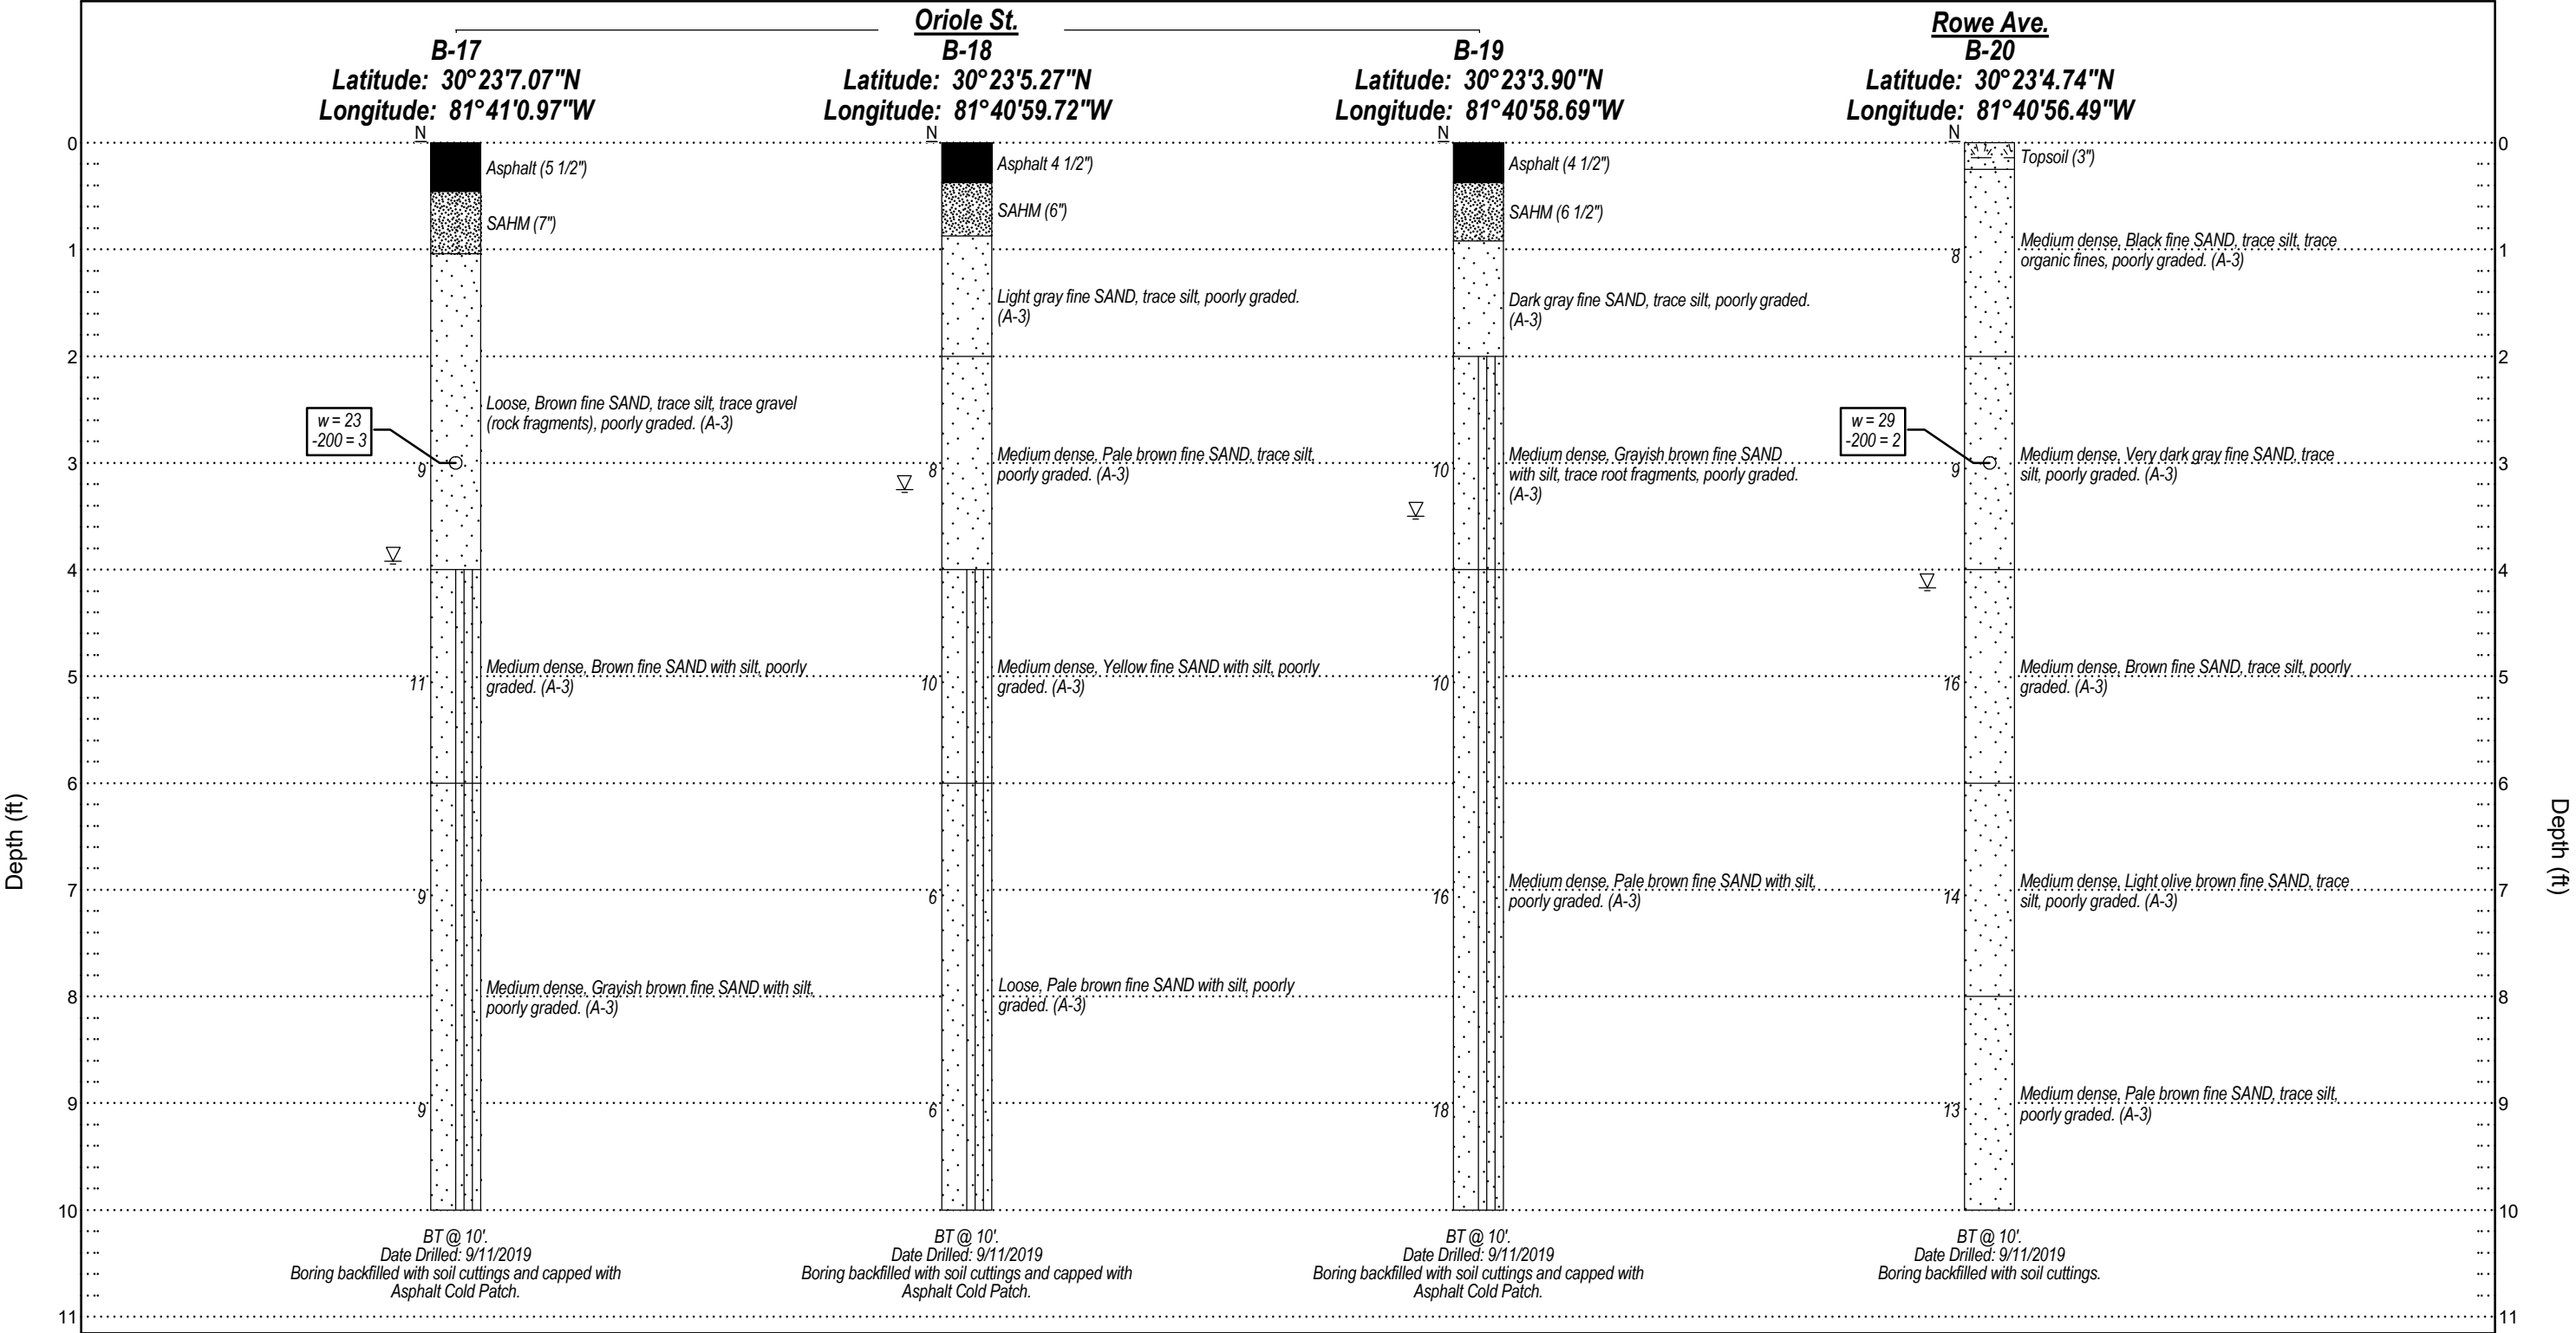 Oriole St.
Rowe Ave.
B-17
Latitude: 30°23'7.07"N
Longitude: 81°41'0.97"W
B-18
Latitude: 30°23'5.27"N
Longitude: 81°40'59.72"W
B-19
Latitude: 30°23'3.90"N
Longitude: 81°40'58.69"W
B-20
Latitude: 30°23'4.74"N
Longitude: 81°40'56.49"W
Depth (ft)
0
1
2
3
4
5
6
7
8
9
10
11
N
Asphalt (5 1/2")
SAHM (7")
Loose, Brown fine SAND, trace silt, trace gravel
(rock fragments), poorly graded. (A-3)
w = 23
-200 = 3
9
11
Medium dense, Brown fine SAND with silt, poorly
graded. (A-3)
9
Medium dense, Grayish brown fine SAND with silt,
poorly graded. (A-3)
9
BT @ 10'.
Date Drilled: 9/11/2019
Boring backfilled with soil cuttings and capped with
Asphalt Cold Patch.
N
Asphalt 4 1/2")
SAHM (6")
Light gray fine SAND, trace silt, poorly graded.
(A-3)
8
Medium dense, Pale brown fine SAND, trace silt,
poorly graded. (A-3)
10
Medium dense, Yellow fine SAND with silt, poorly
graded. (A-3)
6
Loose, Pale brown fine SAND with silt, poorly
graded. (A-3)
6
BT @ 10'.
Date Drilled: 9/11/2019
Boring backfilled with soil cuttings and capped with
Asphalt Cold Patch.
N
Asphalt (4 1/2")
SAHM (6 1/2")
Dark gray fine SAND, trace silt, poorly graded.
(A-3)
10
Medium dense, Grayish brown fine SAND
with silt, trace root fragments, poorly graded.
(A-3)
10
16
Medium dense, Pale brown fine SAND with silt,
poorly graded. (A-3)
18
BT @ 10'.
Date Drilled: 9/11/2019
Boring backfilled with soil cuttings and capped with
Asphalt Cold Patch.
N
Topsoil (3")
8
Medium dense, Black fine SAND, trace silt, trace
organic fines, poorly graded. (A-3)
w = 29
-200 = 2
9
Medium dense, Very dark gray fine SAND, trace
silt, poorly graded. (A-3)
16
Medium dense, Brown fine SAND, trace silt, poorly
graded. (A-3)
14
Medium dense, Light olive brown fine SAND, trace
silt, poorly graded. (A-3)
13
Medium dense, Pale brown fine SAND, trace silt,
poorly graded. (A-3)
BT @ 10'.
Date Drilled: 9/11/2019
Boring backfilled with soil cuttings.
0
1
2
3
4
5
6
7
8
9
10
11
Depth (ft)